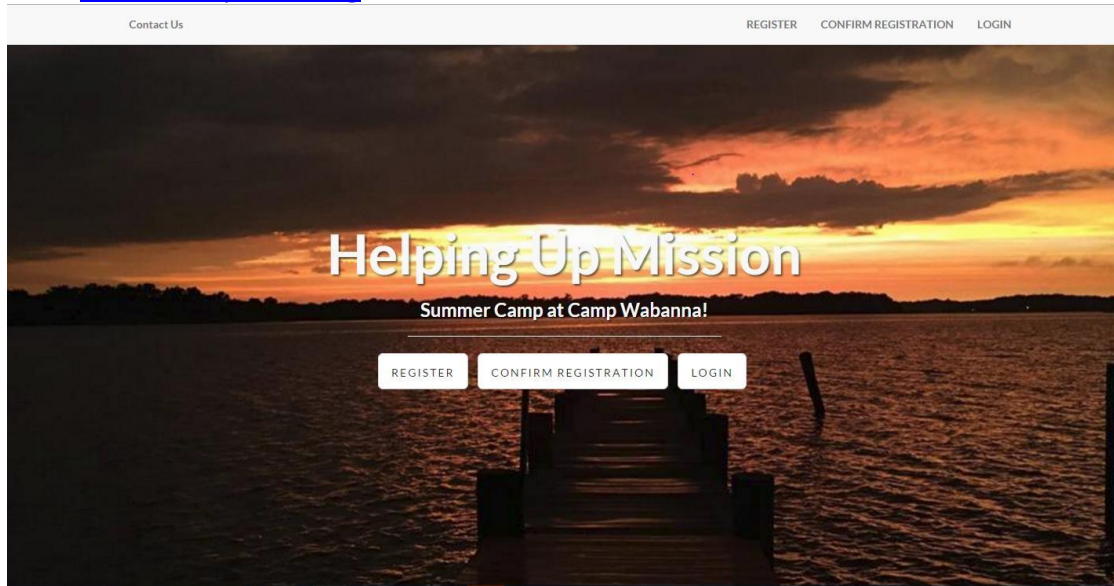 Contact Us REGISTER CONFIRM REGISTRATION LOGIN
Helping Up Mission
Summer Camp at Camp Wabanna!
REGISTER CONFIRM REGISTRATION LOGIN